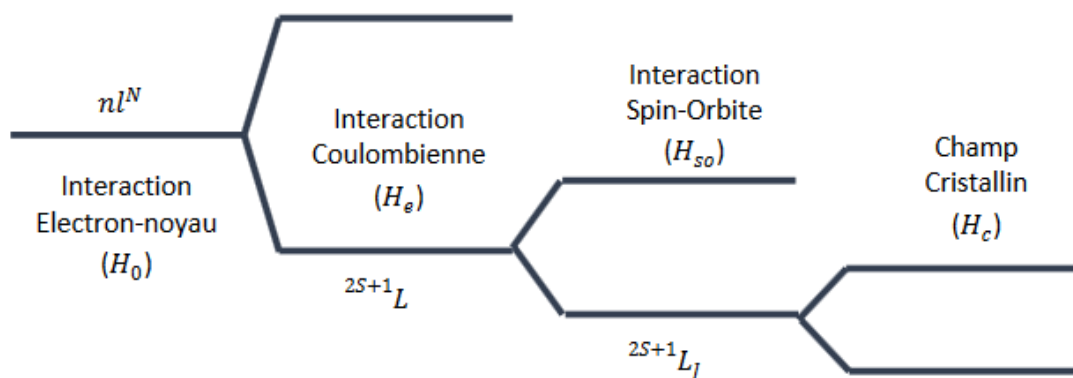 nl^N
Interaction
Electron-noyau
(H_0)
Interaction
Coulombienne
(H_e)
^{2S+1}L
Interaction
Spin-Orbite
(H_{so})
^{2S+1}L_J
Champ
Cristallin
(H_c)